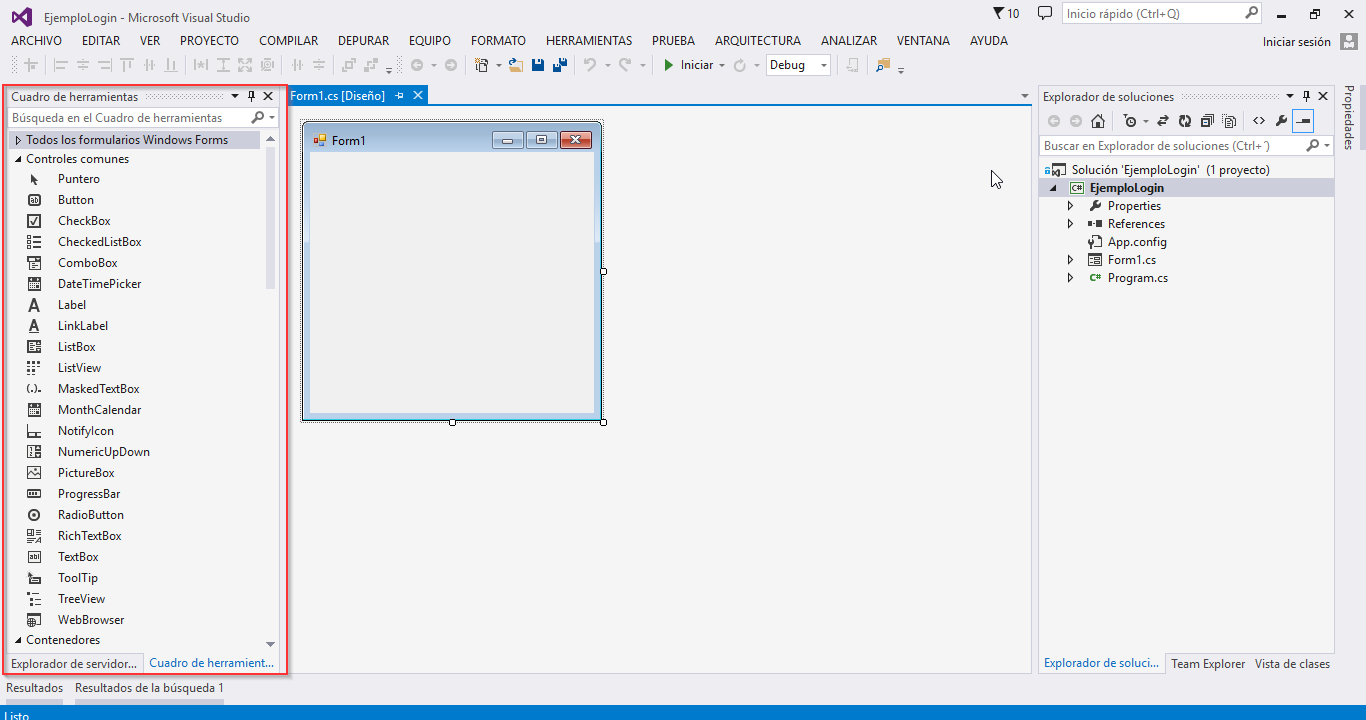 EjemploLogin - Microsoft Visual Studio
10
Inicio rápido (Ctrl+Q)
ARCHIVO EDITAR VER PROYECTO COMPILAR DEPURAR EQUIPO FORMATO HERRAMIENTAS PRUEBA ARQUITECTURA ANALIZAR VENTANA AYUDA
Iniciar sesión
Iniciar
Debug
Cuadro de herramientas
Búsqueda en el Cuadro de herramientas
Todos los formularios Windows Forms
Controles comunes
Puntero
Button
CheckBox
CheckedListBox
ComboBox
DateTimePicker
Label
LinkLabel
ListBox
ListView
MaskedTextBox
MonthCalendar
NotifyIcon
NumericUpDown
PictureBox
ProgressBar
RadioButton
RichTextBox
TextBox
ToolTip
TreeView
WebBrowser
Contenedores
Explorador de servidor...
Cuadro de herramient...
Form1.cs [Diseño]
Form1
Explorador de soluciones
Buscar en Explorador de soluciones (Ctrl+´)
Solución 'EjemploLogin' (1 proyecto)
EjemploLogin
Properties
References
App.config
Form1.cs
Program.cs
Explorador de soluci...
Team Explorer
Vista de clases
Propiedades
Resultados
Resultados de la búsqueda 1
Listo